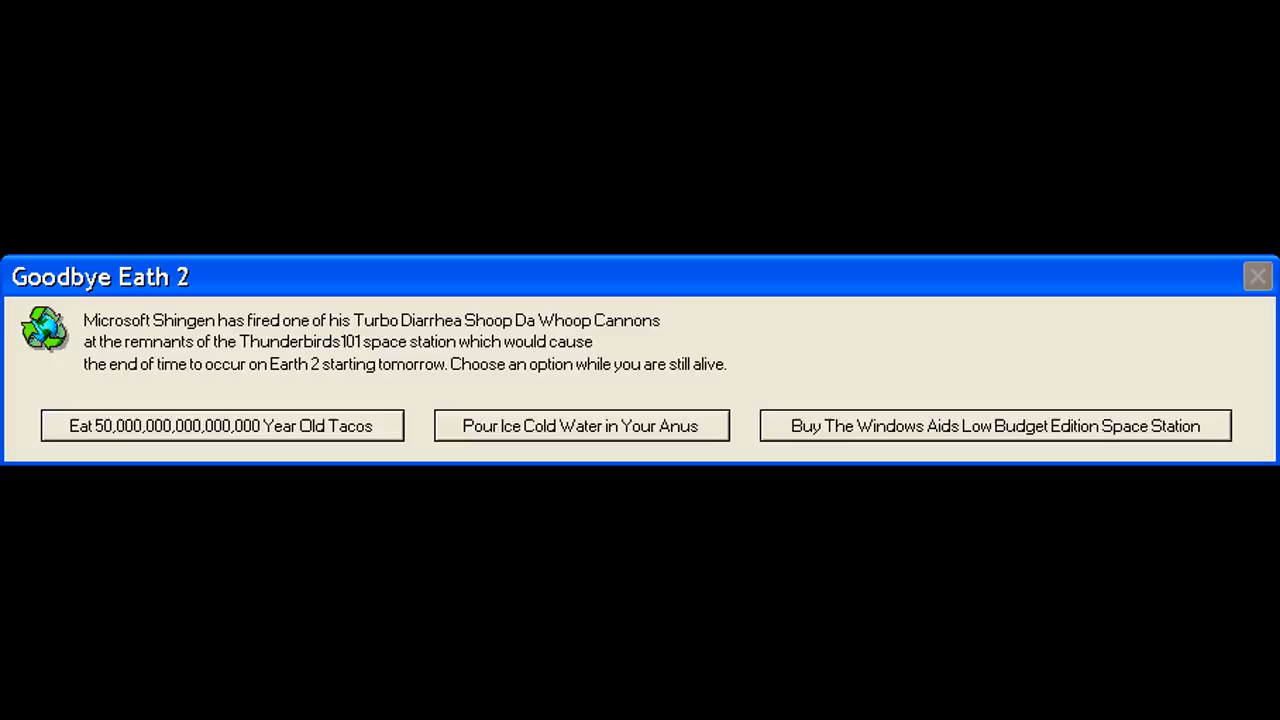 Goodbye Eath 2
Microsoft Shingen has fired one of his Turbo Diarrhea Shoop Da Whoop Cannons
at the remnants of the Thunderbirds101 space station which would cause
the end of time to occur on Earth 2 starting tomorrow. Choose an option while you are still alive.
Eat 50,000,000,000,000,000 Year Old Tacos
Pour Ice Cold Water in Your Anus
Buy The Windows Aids Low Budget Edition Space Station